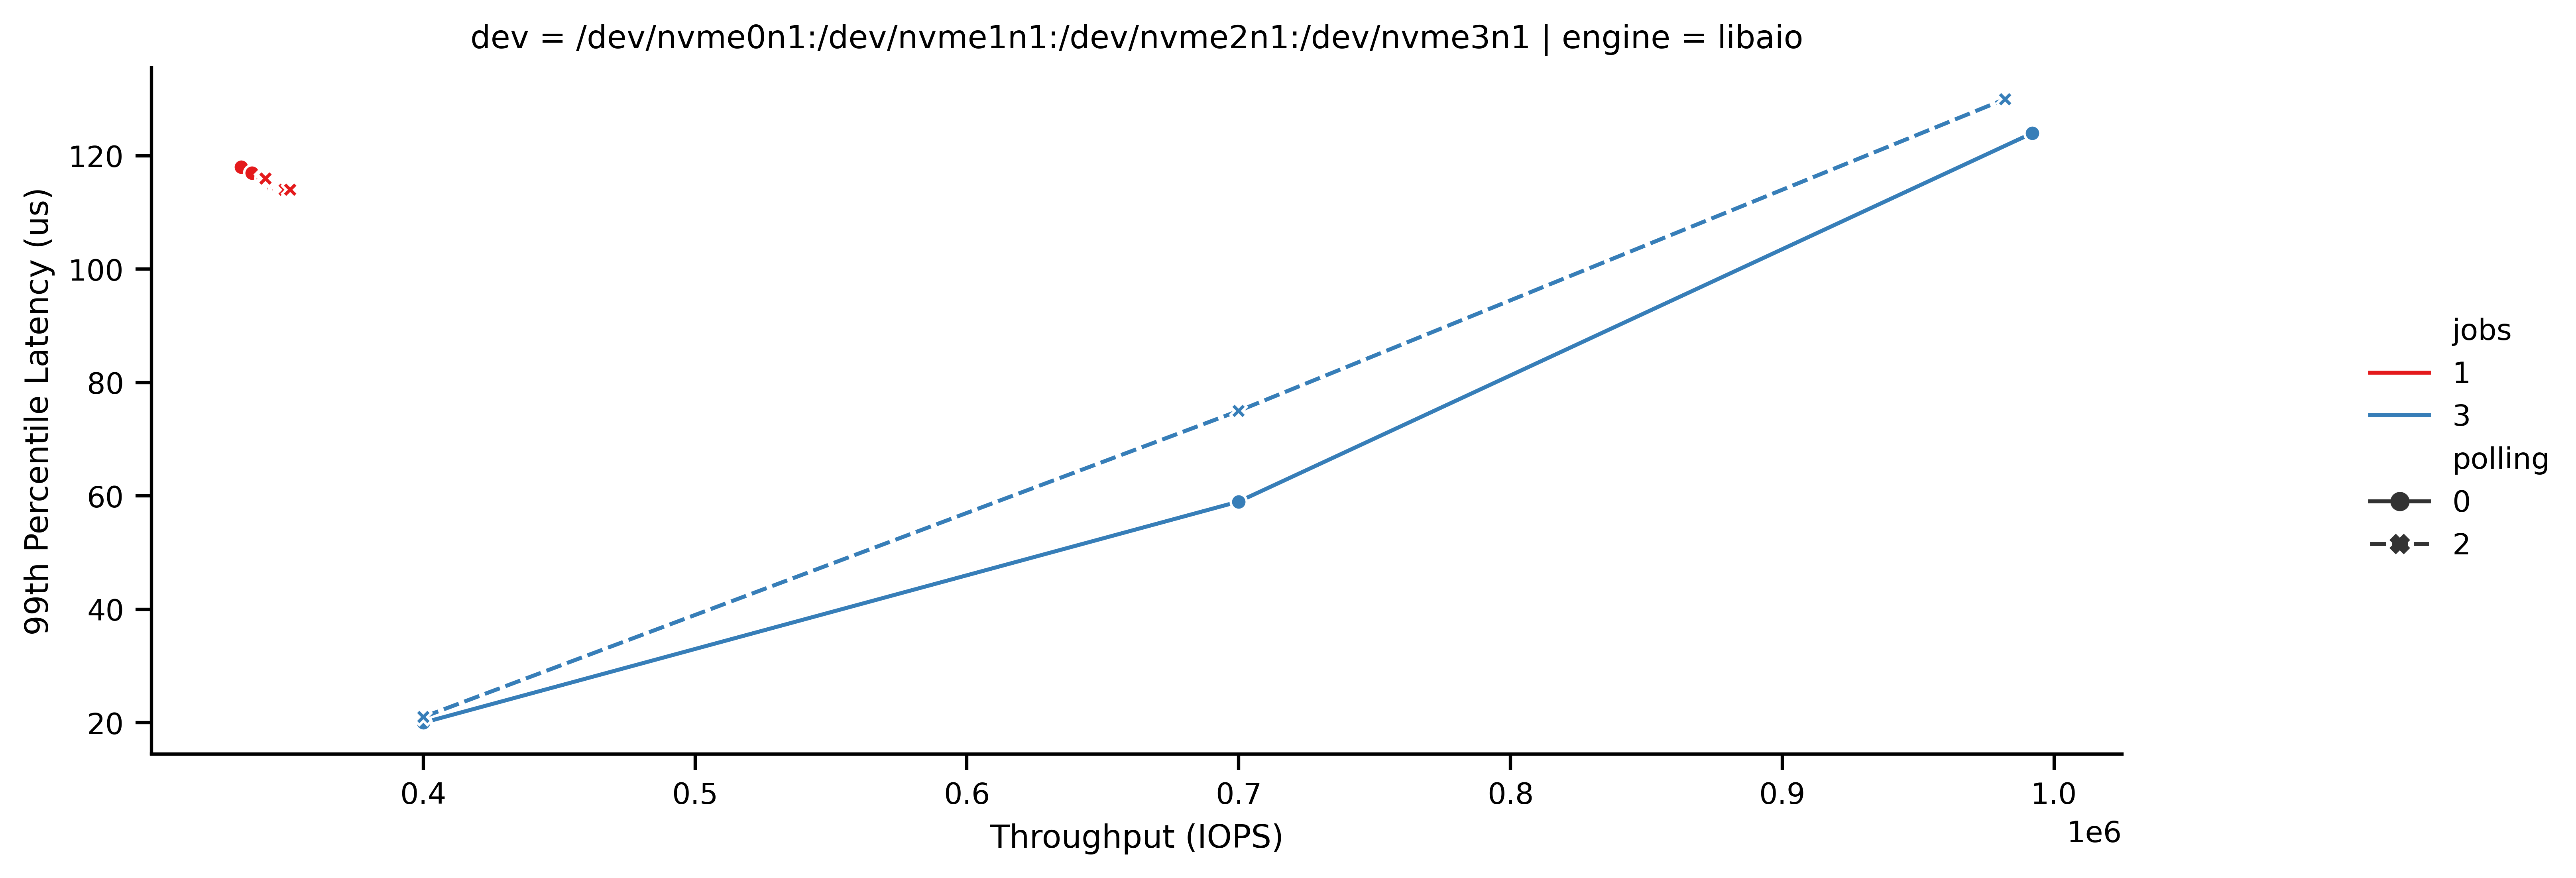 dev = /dev/nvme0n1:/dev/nvme1n1:/dev/nvme2n1:/dev/nvme3n1 | engine = libaio
99th Percentile Latency (us)
120
100
80
60
40
20
0.4 0.5 0.6 0.7 0.8 0.9 1.0
1e6
Throughput (IOPS)
jobs
1
3
polling
0
2